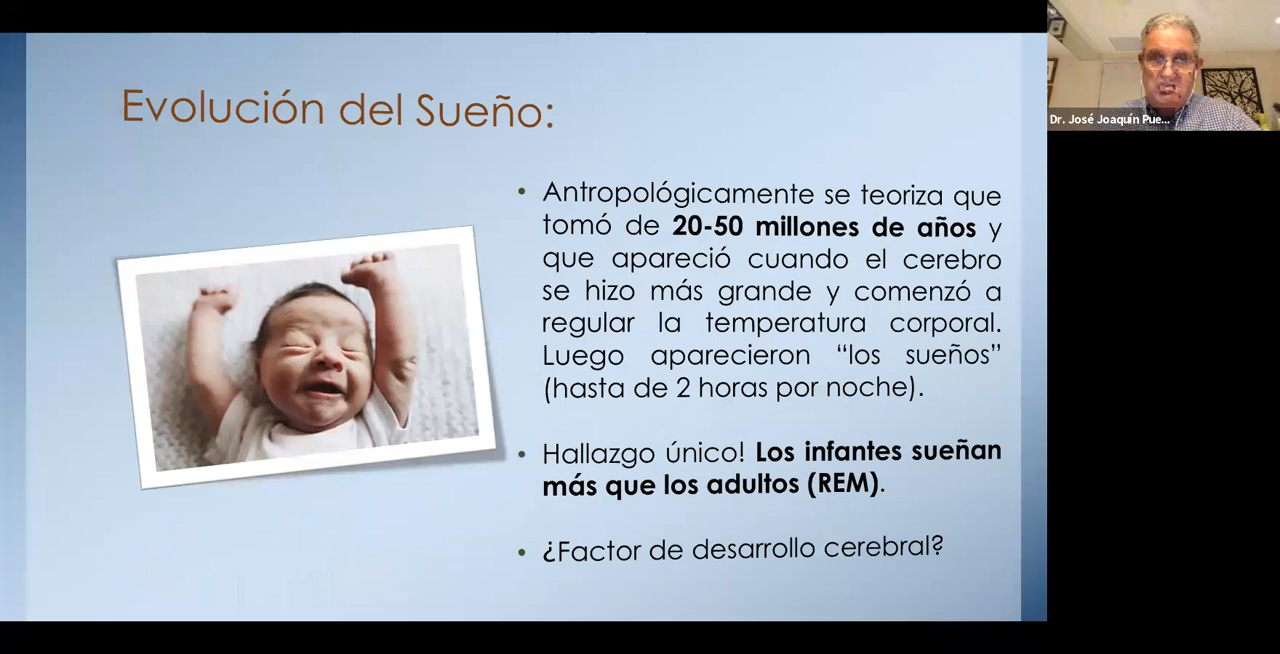 Evolución del Sueño:
• Antropológicamente se teoriza que
tomó de 20-50 millones de años y
que apareció cuando el cerebro
se hizo más grande y comenzó a
regular la temperatura corporal.
Luego aparecieron “los sueños”
(hasta de 2 horas por noche).
• Hallazgo único! Los infantes sueñan
más que los adultos (REM).
• ¿Factor de desarrollo cerebral?
Dr. José Joaquín Pue...